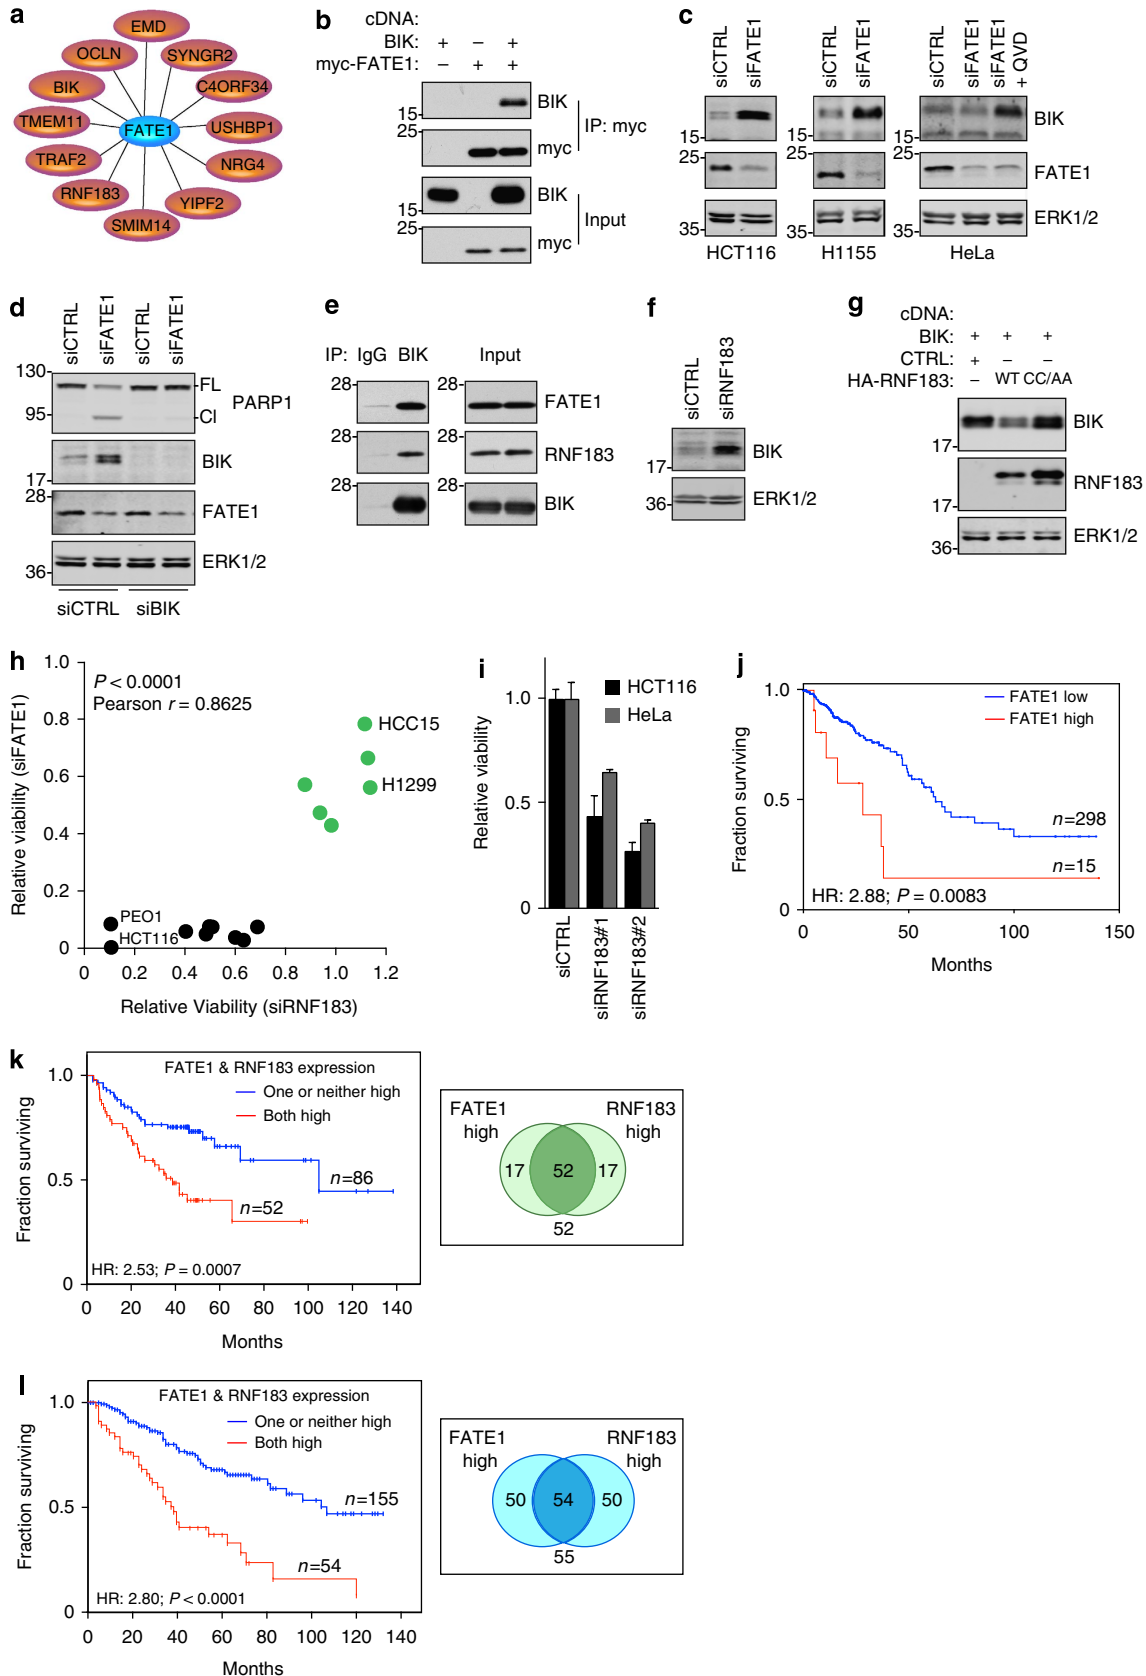 a
EMD
OCLN
SYNGR2
BIK
C4ORF34
TMEM11
FATE1
USHBP1
TRAF2
NRG4
RNF183
YIPF2
SMIM14
b
cDNA:
BIK: + – +
myc-FATE1: – + +
BIK
15-
25
myc
IP: myc
BIK
15-
25
myc
Input
c
siCTRL siFATE1 siCTRL siFATE1 siCTRL siFATE1 siFATE1 + QVD
BIK
15- 15- 15-
25 25 25
FATE1
ERK1/2
35- 35- 35-
HCT116 H1155 HeLa
d
siCTRL siFATE1 siCTRL siFATE1
130
-FL
PARP1
95-
-Cl
BIK
17-
28
FATE1
ERK1/2
36-
siCTRL siBIK
e
IP: IgG BIK Input
28- 28-
FATE1
28- 28-
RNF183
28- 28-
BIK
f
siCTRL siRNF183
BIK
17-
36-
ERK1/2
g
cDNA:
BIK: + + +
CTRL: + – –
HA-RNF183: – WT CC/AA
BIK
17-
RNF183
17-
ERK1/2
36-
h
Relative viability (siFATE1)
1.0
0.8
0.6
0.4
0.2
0
P < 0.0001
Pearson r = 0.8625
HCC15
H1299
PEO1
HCT116
0 0.2 0.4 0.6 0.8 1.0 1.2
Relative Viability (siRNF183)
i
Relative viability
1.0
0.5
0
HCT116
HeLa
siCTRL siRNF183#1 siRNF183#2
j
Fraction surviving
1.0
0.5
0
FATE1 low
FATE1 high
n=298
n=15
HR: 2.88; P = 0.0083
0 50 100 150
Months
k
Fraction surviving
1.0
0.5
0
FATE1 & RNF183 expression
One or neither high
Both high
n=86
n=52
HR: 2.53; P = 0.0007
0 20 40 60 80 100 120 140
Months
FATE1 high
RNF183 high
17 52 17
52
l
Fraction surviving
1.0
0.5
0
FATE1 & RNF183 expression
One or neither high
Both high
n=155
n=54
HR: 2.80; P < 0.0001
0 20 40 60 80 100 120 140
Months
FATE1 high
RNF183 high
50 54 50
55